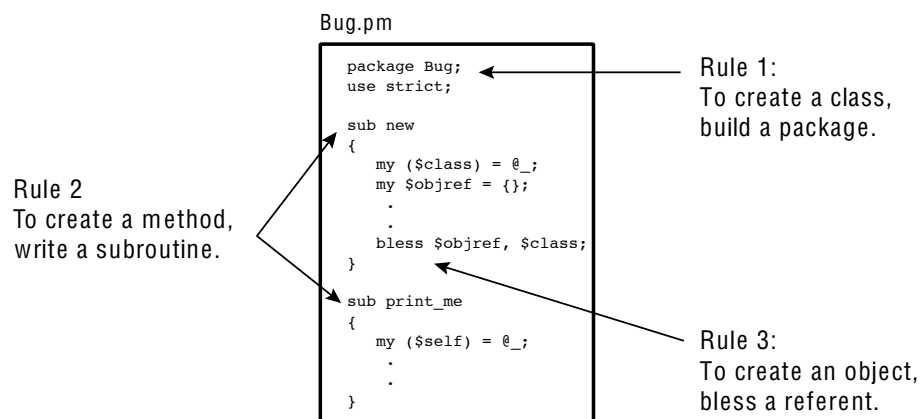 Bug.pm
package Bug;
use strict;
sub new
{
my ($class) = @_;
my $objref = {};
.
.
bless $objref, $class;
}
sub print_me
{
my ($self) = @_;
.
.
}
Rule 1:
To create a class,
build a package.
Rule 2
To create a method,
write a subroutine.
Rule 3:
To create an object,
bless a referent.